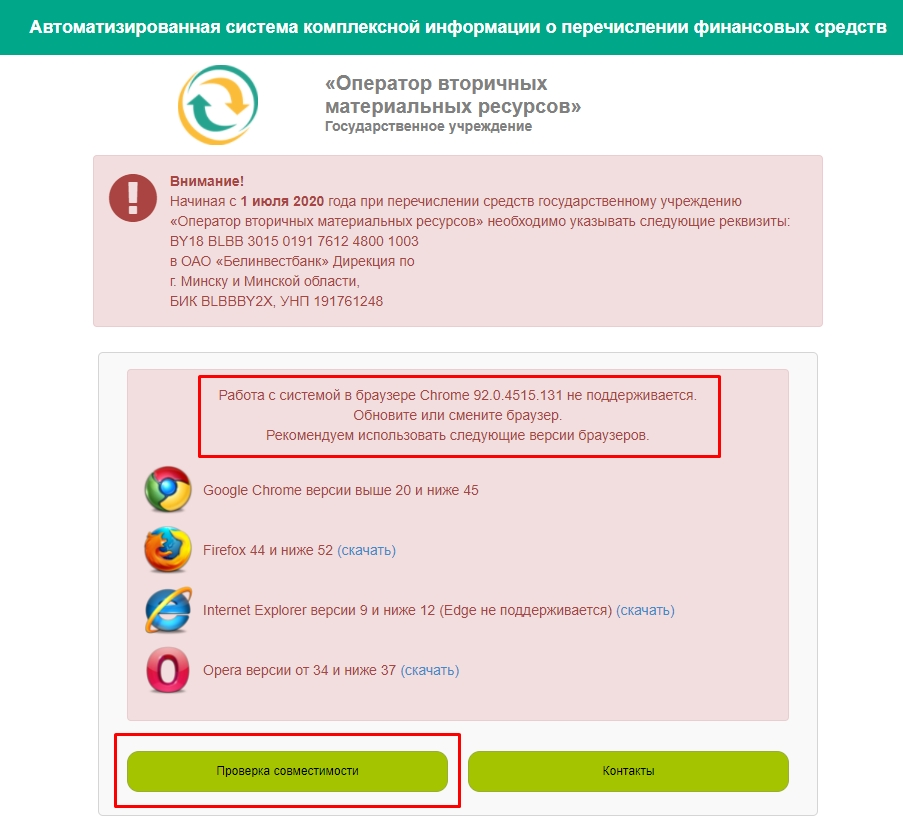 Автоматизированная система комплексной информации о перечислении финансовых средств
«Оператор вторичных
материальных ресурсов»
Государственное учреждение
Внимание!
Начиная с 1 июля 2020 года при перечислении средств государственному учреждению
«Оператор вторичных материальных ресурсов» необходимо указывать следующие реквизиты:
BY18 BLBB 3015 0191 7612 4800 1003
в ОАО «Белинвестбанк» Дирекция по
г. Минску и Минской области,
БИК BLBBBY2X, УНП 191761248
Работа с системой в браузере Chrome 92.0.4515.131 не поддерживается.
Обновите или смените браузер.
Рекомендуем использовать следующие версии браузеров.
Google Chrome версии выше 20 и ниже 45
Firefox 44 и ниже 52 (скачать)
Internet Explorer версии 9 и ниже 12 (Edge не поддерживается) (скачать)
Opera версии от 34 и ниже 37 (скачать)
Проверка совместимости
Контакты